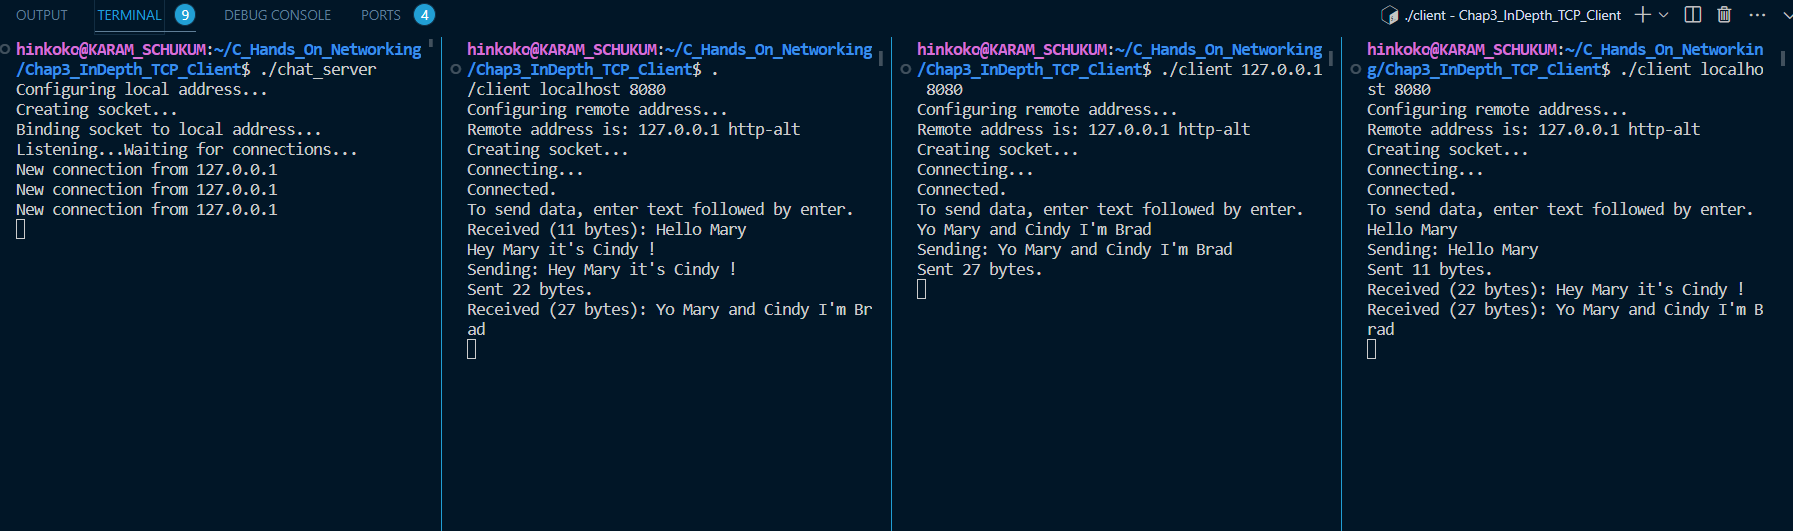 OUTPUT TERMINAL 9 DEBUG CONSOLE PORTS 4 ./client - Chap3_InDepth_TCP_Client
hinkoko@KARAM_SCHUKUM:~/C_Hands_On_Networking
/Chap3_InDepth_TCP_Client$ ./chat_server
Configuring local address...
Creating socket...
Binding socket to local address...
Listening...Waiting for connections...
New connection from 127.0.0.1
New connection from 127.0.0.1
New connection from 127.0.0.1
hinkoko@KARAM_SCHUKUM:~/C_Hands_On_Networking
/Chap3_InDepth_TCP_Client$ .
/client localhost 8080
Configuring remote address...
Remote address is: 127.0.0.1 http-alt
Creating socket...
Connecting...
Connected.
To send data, enter text followed by enter.
Received (11 bytes): Hello Mary
Hey Mary it's Cindy !
Sending: Hey Mary it's Cindy !
Sent 22 bytes.
Received (27 bytes): Yo Mary and Cindy I'm Br
ad
hinkoko@KARAM_SCHUKUM:~/C_Hands_On_Networking
/Chap3_InDepth_TCP_Client$ ./client 127.0.0.1
8080
Configuring remote address...
Remote address is: 127.0.0.1 http-alt
Creating socket...
Connecting...
Connected.
To send data, enter text followed by enter.
Yo Mary and Cindy I'm Brad
Sending: Yo Mary and Cindy I'm Brad
Sent 27 bytes.
hinkoko@KARAM_SCHUKUM:~/C_Hands_On_Networkin
g/Chap3_InDepth_TCP_Client$ ./client localho
st 8080
Configuring remote address...
Remote address is: 127.0.0.1 http-alt
Creating socket...
Connecting...
Connected.
To send data, enter text followed by enter.
Hello Mary
Sending: Hello Mary
Sent 11 bytes.
Received (22 bytes): Hey Mary it's Cindy !
Received (27 bytes): Yo Mary and Cindy I'm B
rad